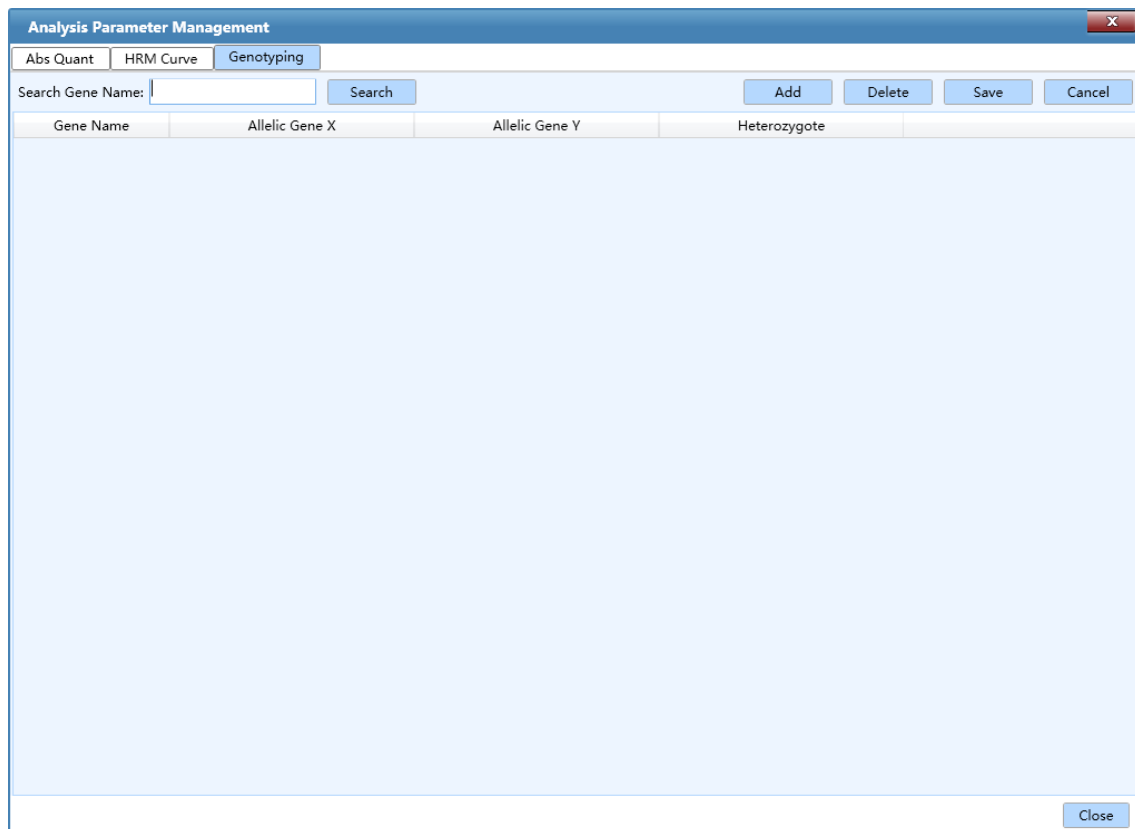 Analysis Parameter Management x
Abs Quant HRM Curve Genotyping
Search Gene Name: Search Add Delete Save Cancel
Gene Name Allelic Gene X Allelic Gene Y Heterozygote
Close